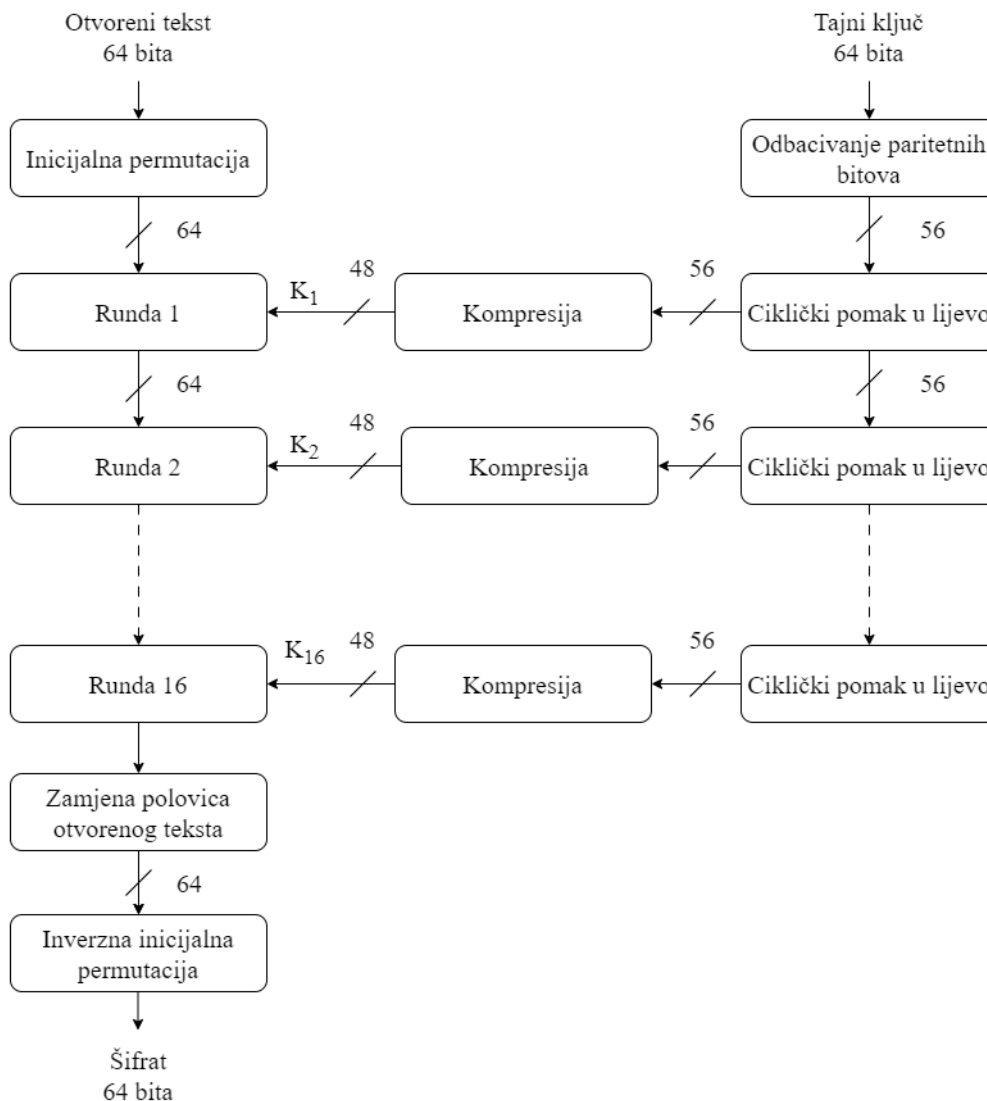 Otvoreni tekst
64 bita
Tajni ključ
64 bita
Inicijalna permutacija
Odbacivanje paritetnih
bitova
64
56
Runda 1
K1
48
Kompresija
56
Ciklički pomak u lijevo
64
56
Runda 2
K2
48
Kompresija
56
Ciklički pomak u lijevo
Runda 16
K16
48
Kompresija
56
Ciklički pomak u lijevo
Zamjena polovica
otvorenog teksta
64
Inverzna inicijalna
permutacija
Šifrat
64 bita